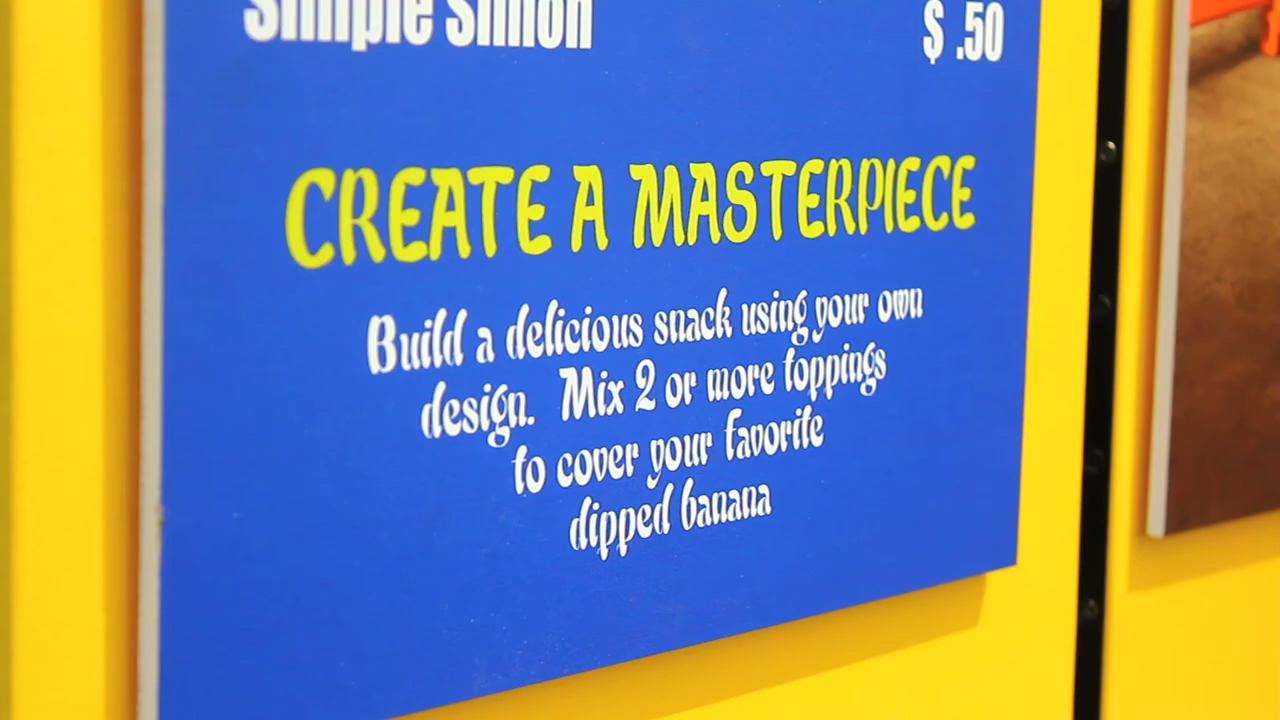 Simple Simon $ .50
CREATE A MASTERPIECE
Build a delicious snack using your own
design. Mix 2 or more toppings
to cover your favorite
dipped banana